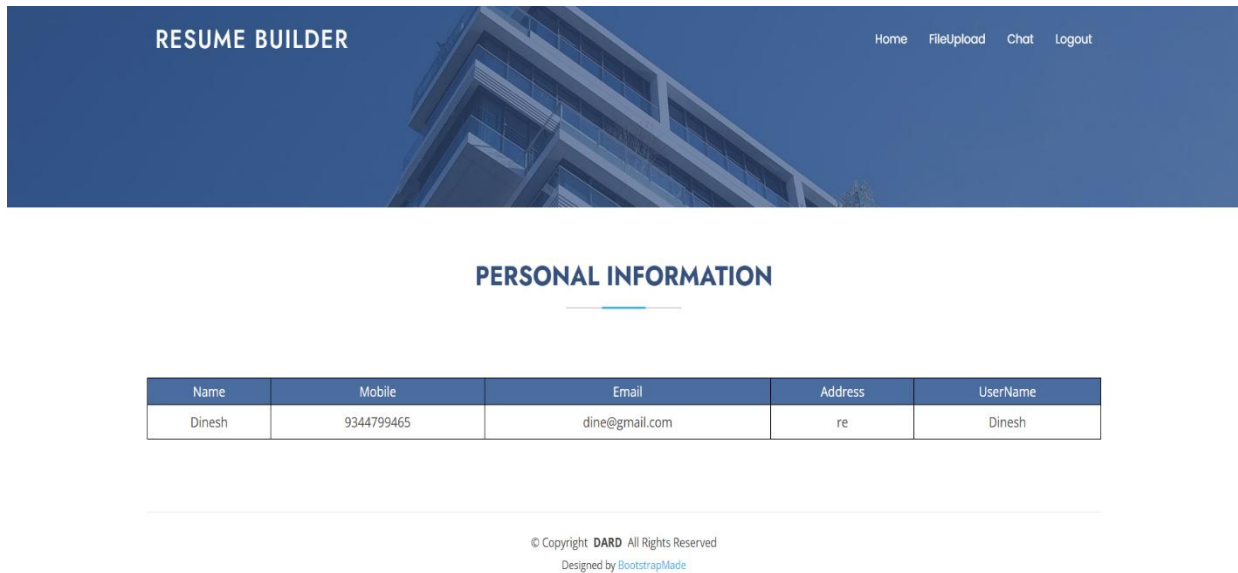 RESUME BUILDER
Home FileUpload Chat Logout
PERSONAL INFORMATION
Name Mobile Email Address UserName
Dinesh 9344799465 dine@gmail.com re Dinesh
© Copyright DARD All Rights Reserved
Designed by BootstrapMade